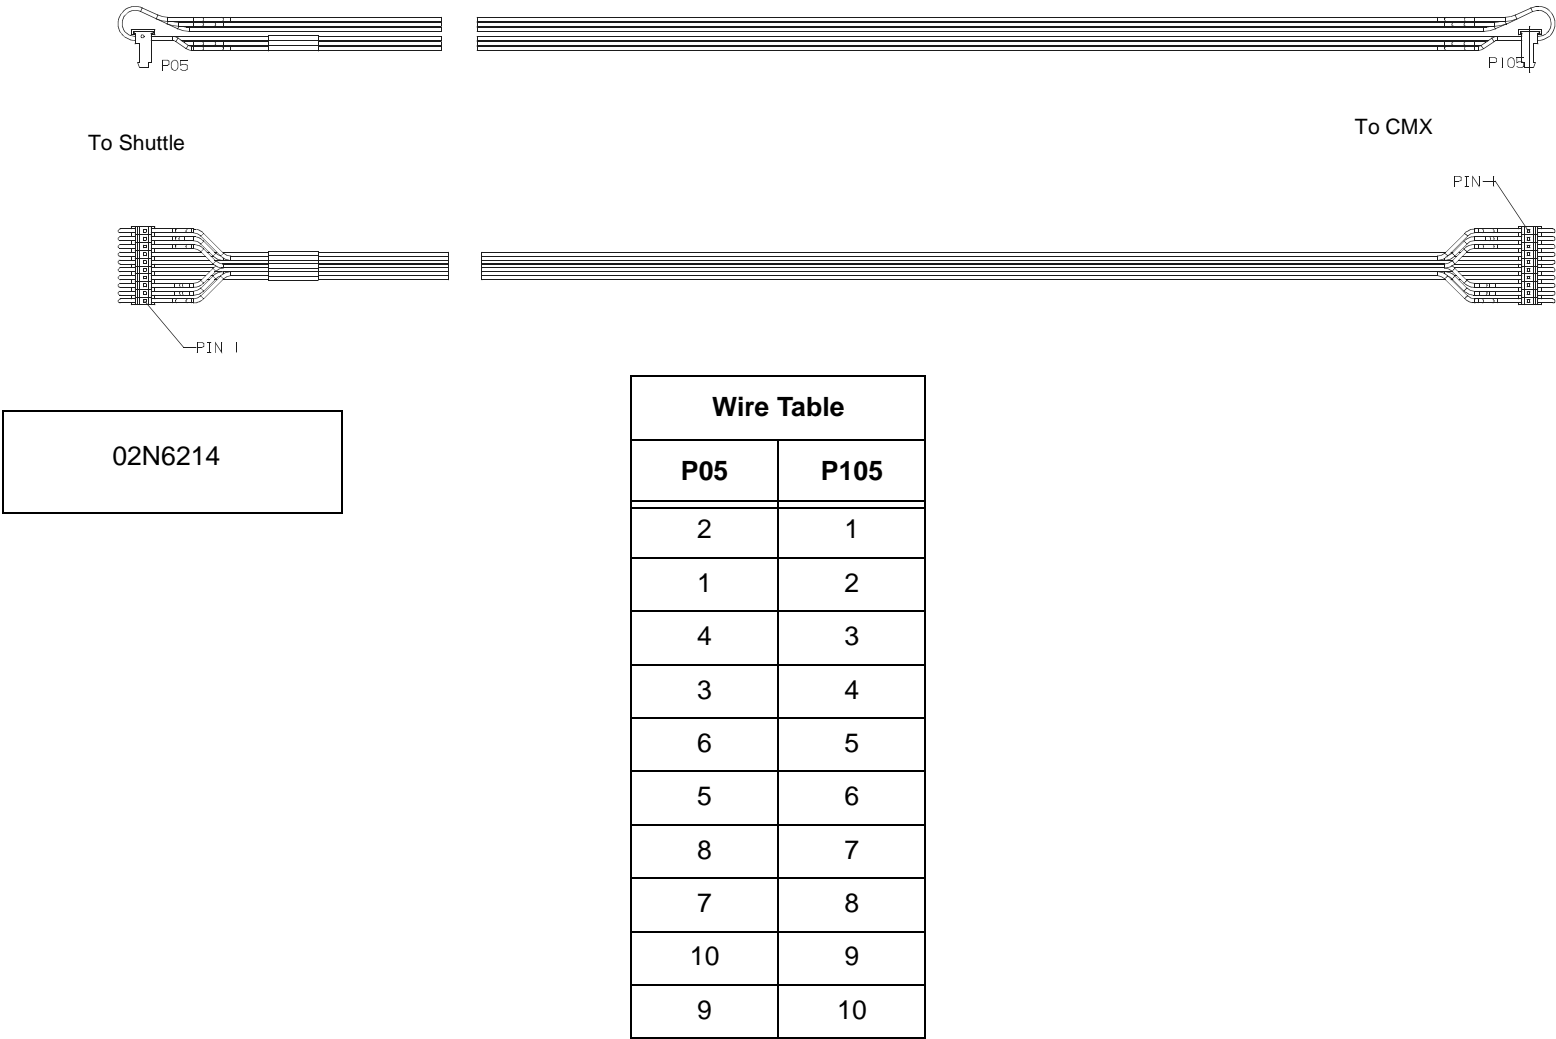 P05
P105
To Shuttle
To CMX
PIN 1
PIN 1
02N6214
Wire Table
P05 P105
2 1
1 2
4 3
3 4
6 5
5 6
8 7
7 8
10 9
9 10